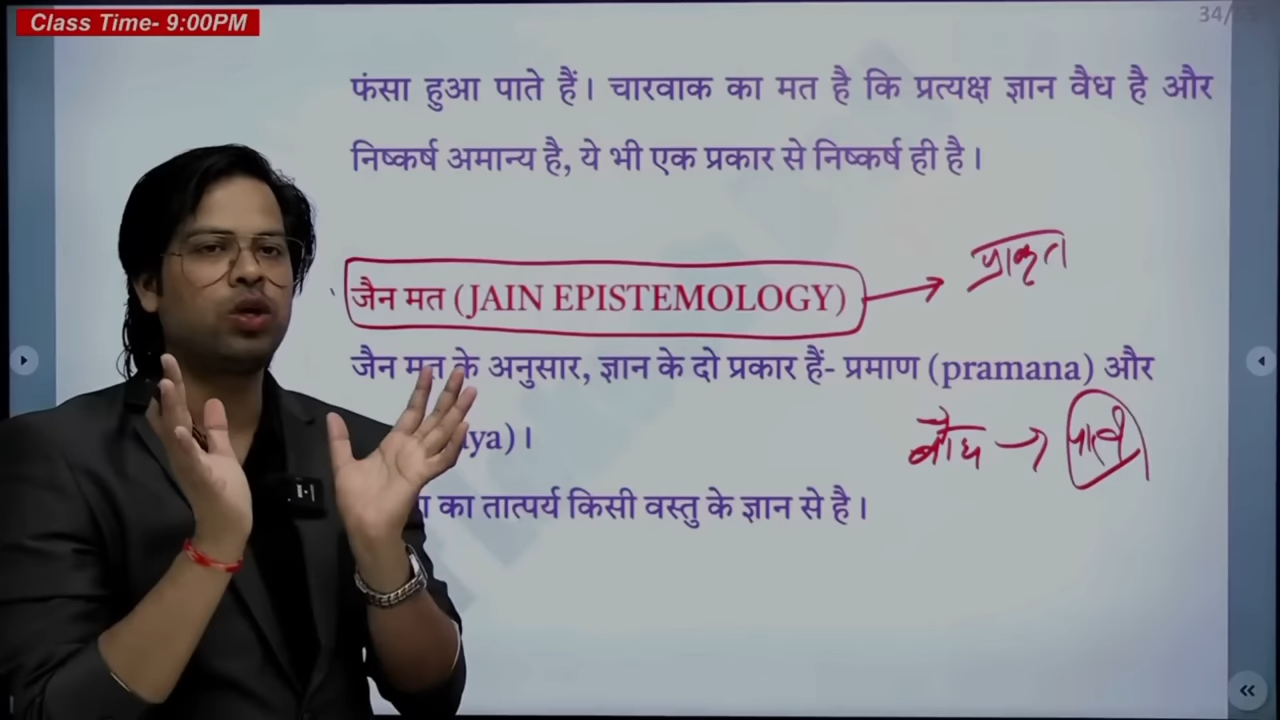 Class Time- 9:00PM
34/
फंसा हुआ पाते हैं। चारवाक का मत है कि प्रत्यक्ष ज्ञान वैध है और
निष्कर्ष अमान्य है, ये भी एक प्रकार से निष्कर्ष ही है।
प्राकृत
जैन मत (JAIN EPISTEMOLOGY)
जैन मत के अनुसार, ज्ञान के दो प्रकार हैं- प्रमाण (pramana) और
aya)।
बौध
का तात्पर्य किसी वस्तु के ज्ञान से है।